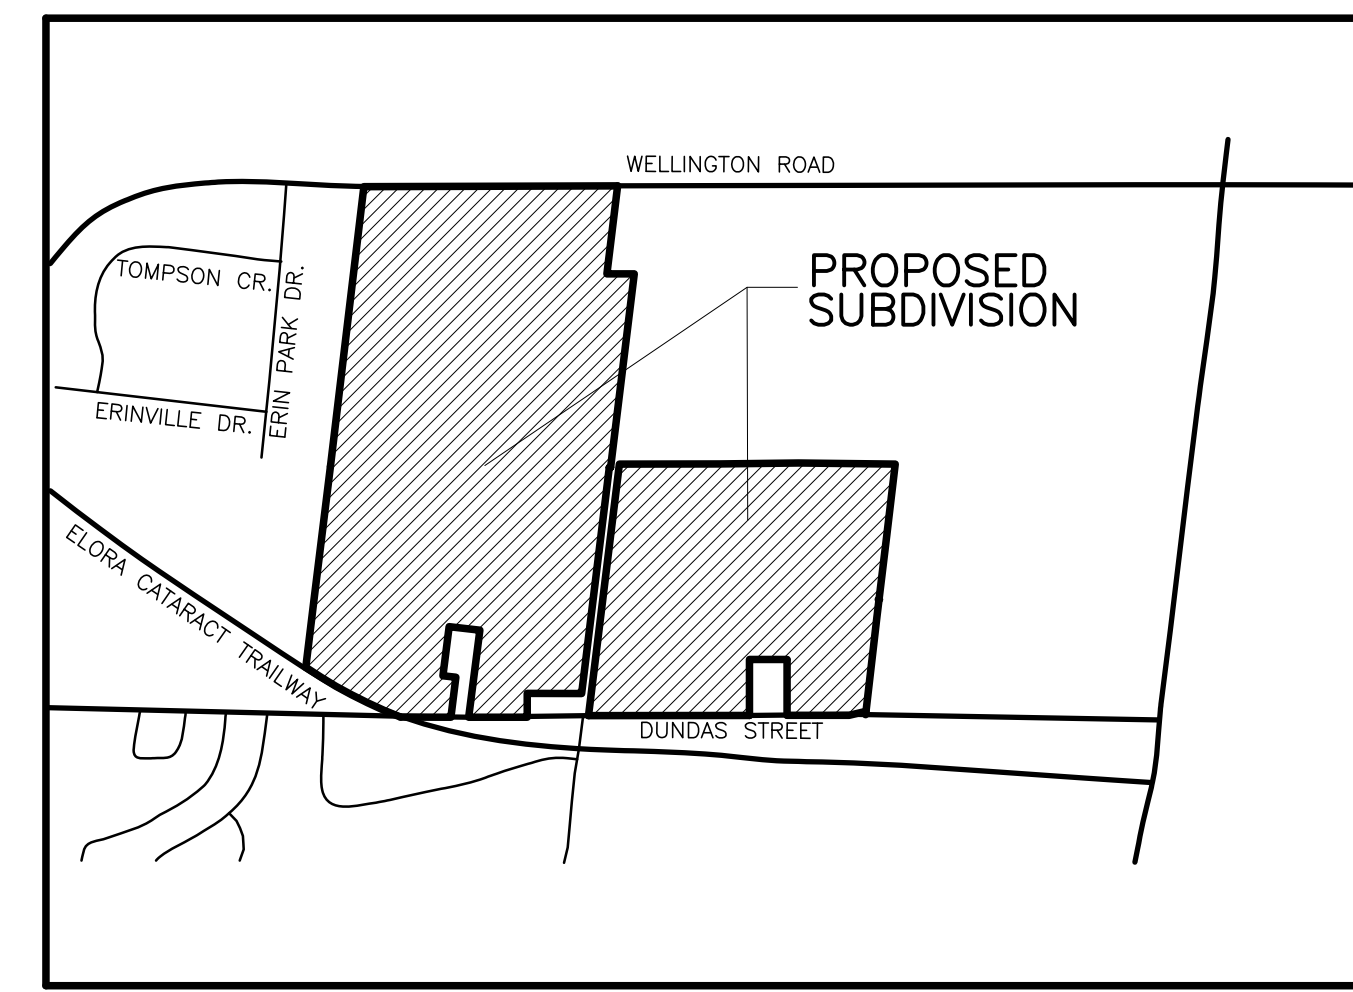 WELLINGTON ROAD
PROPOSED
SUBDIVISION
TOMPSON CR.
ERIN PARK DR.
ERINVILLE DR.
ELORA CATARACT TRAILWAY
DUNDAS STREET